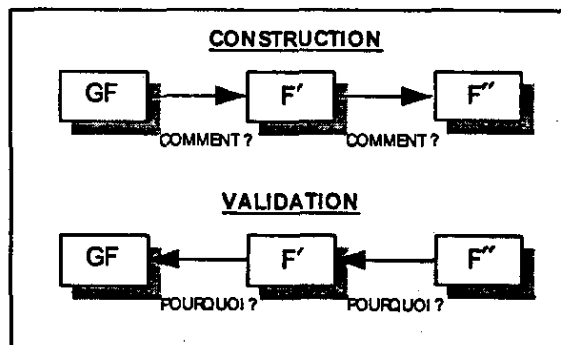 CONSTRUCTION
GF F′ F″
COMMENT ? COMMENT ?
VALIDATION
GF F′ F″
POURQUOI ? POURQUOI ?